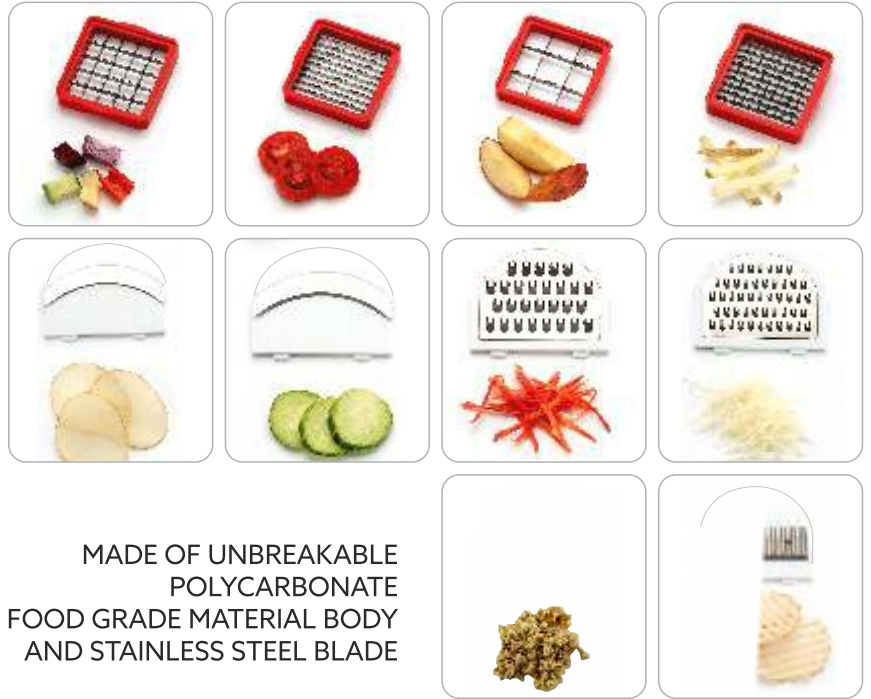 MADE OF UNBREAKABLE
POLYCARBONATE
FOOD GRADE MATERIAL BODY
AND STAINLESS STEEL BLADE